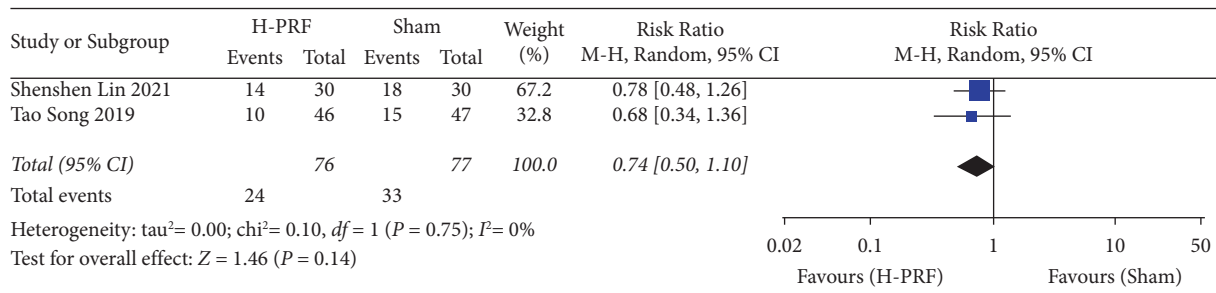 Study or Subgroup H-PRF Sham Weight (%) Risk Ratio M-H, Random, 95% CI Risk Ratio M-H, Random, 95% CI
Events Total Events Total
Shenshen Lin 2021 14 30 18 30 67.2 0.78 [0.48, 1.26]
Tao Song 2019 10 46 15 47 32.8 0.68 [0.34, 1.36]
Total (95% CI) 76 77 100.0 0.74 [0.50, 1.10]
Total events 24 33
Heterogeneity: tau²= 0.00; chi²= 0.10, df = 1 (P = 0.75); I²= 0%
Test for overall effect: Z = 1.46 (P = 0.14)
0.02 0.1 1 10 50
Favours (H-PRF) Favours (Sham)